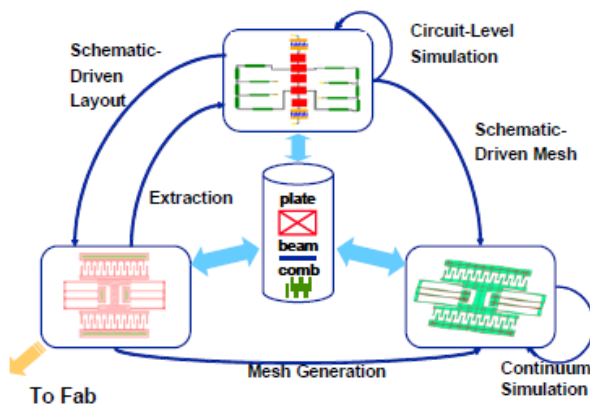 Schematic-
Driven
Layout
Circuit-Level
Simulation
Schematic-
Driven Mesh
Extraction
plate
beam
comb
Mesh Generation
Continuum
Simulation
To Fab